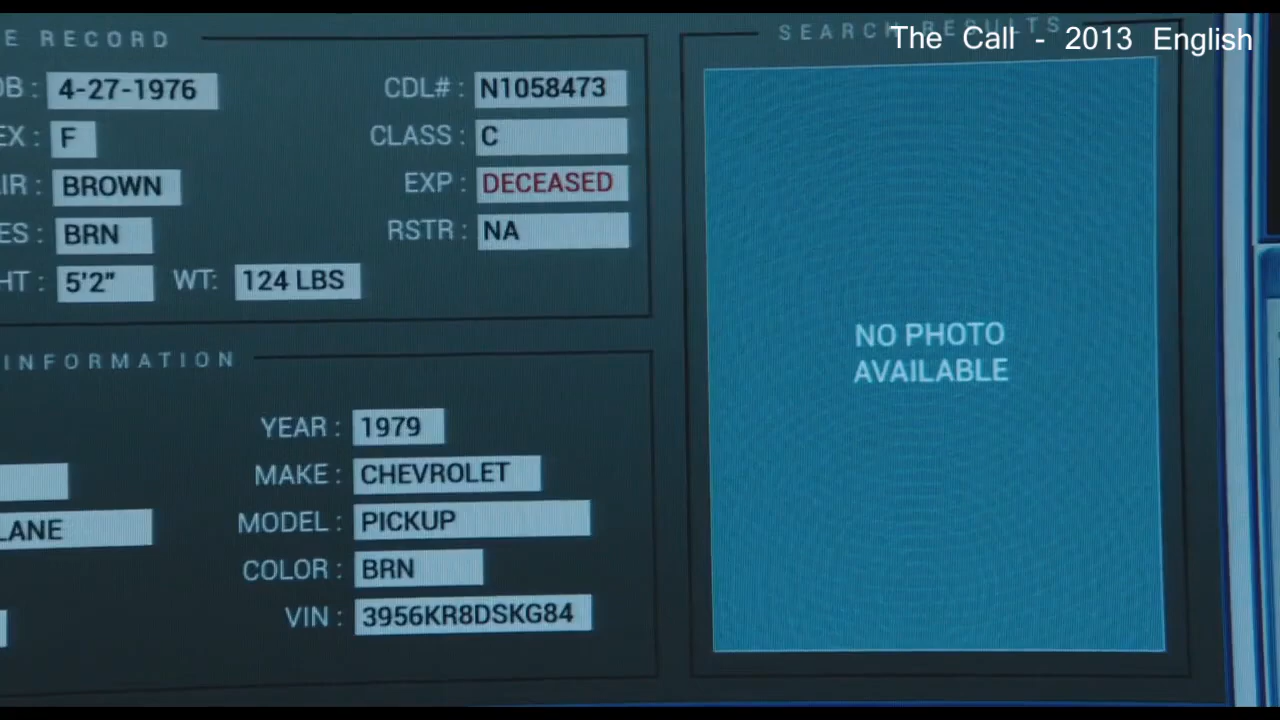 The Call - 2013 English
E RECORD
SEARCH RESULTS
OB : 4-27-1976
CDL# : N1058473
EX : F
CLASS : C
IR : BROWN
EXP : DECEASED
ES : BRN
RSTR : NA
HT : 5'2" WT: 124 LBS
NO PHOTO
AVAILABLE
INFORMATION
YEAR : 1979
MAKE : CHEVROLET
LANE
MODEL : PICKUP
COLOR : BRN
VIN : 3956KR8DSKG84